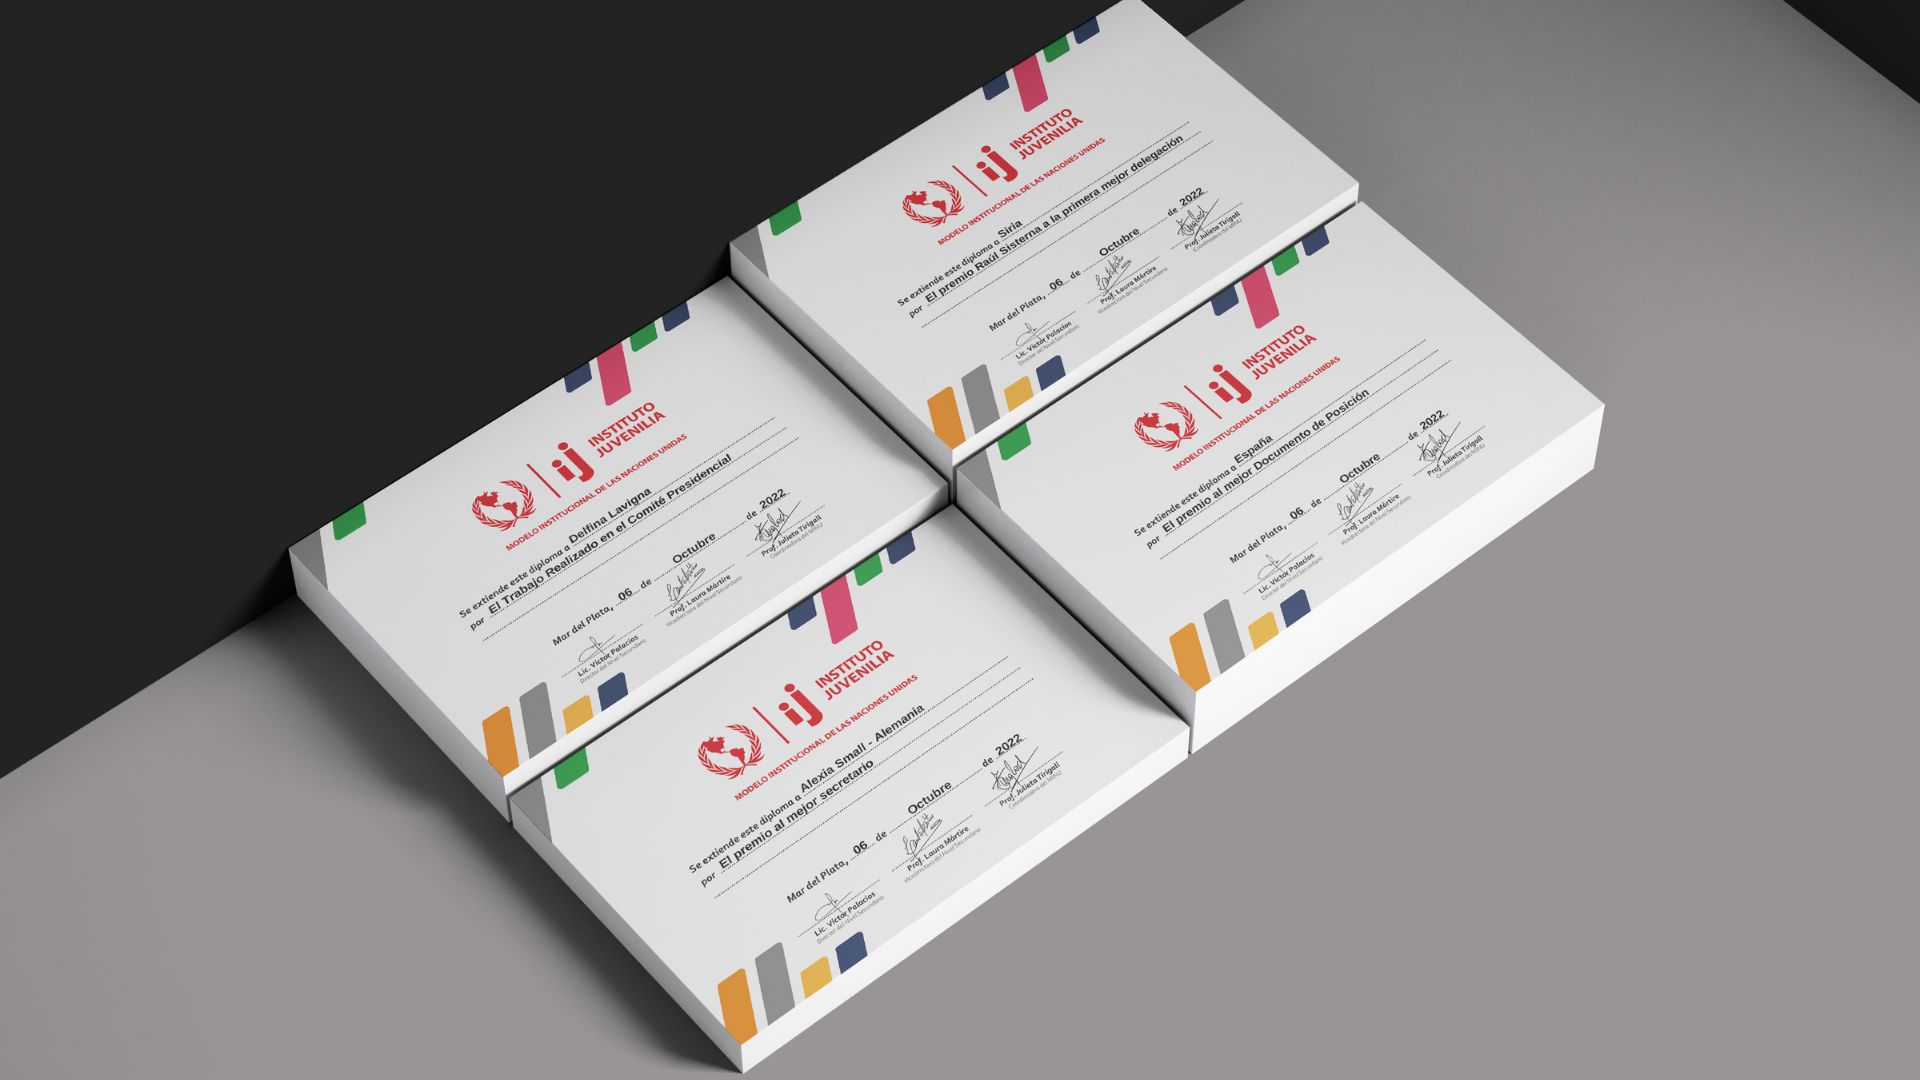 INSTITUTO
JUVENILIA
ij
MODELO INSTITUCIONAL DE LAS NACIONES UNIDAS
Se extiende este diploma a Siria
por El premio Raúl Sisterna a la primera mejor delegación
Mar del Plata, 06 de Octubre de 2022
Lic. Víctor Palacios
Director del Nivel Secundario
Prof. Laura Mártire
Vicedirectora del Nivel Secundario
Prof. Julieta Tirigall
Coordinadora del MINU
INSTITUTO
JUVENILIA
ij
MODELO INSTITUCIONAL DE LAS NACIONES UNIDAS
Se extiende este diploma a Delfina Lavigna
por El Trabajo Realizado en el Comité Presidencial
Mar del Plata, 06 de Octubre de 2022
Lic. Víctor Palacios
Director del Nivel Secundario
Prof. Laura Mártire
Vicedirectora del Nivel Secundario
Prof. Julieta Tirigall
Coordinadora del MINU
INSTITUTO
JUVENILIA
ij
MODELO INSTITUCIONAL DE LAS NACIONES UNIDAS
Se extiende este diploma a España
por El premio al mejor Documento de Posición
Mar del Plata, 06 de Octubre de 2022
Lic. Víctor Palacios
Director del Nivel Secundario
Prof. Laura Mártire
Vicedirectora del Nivel Secundario
Prof. Julieta Tirigall
Coordinadora del MINU
INSTITUTO
JUVENILIA
ij
MODELO INSTITUCIONAL DE LAS NACIONES UNIDAS
Se extiende este diploma a Alexia Small - Alemania
por El premio al mejor secretario
Mar del Plata, 06 de Octubre de 2022
Lic. Víctor Palacios
Director del Nivel Secundario
Prof. Laura Mártire
Vicedirectora del Nivel Secundario
Prof. Julieta Tirigall
Coordinadora del MINU